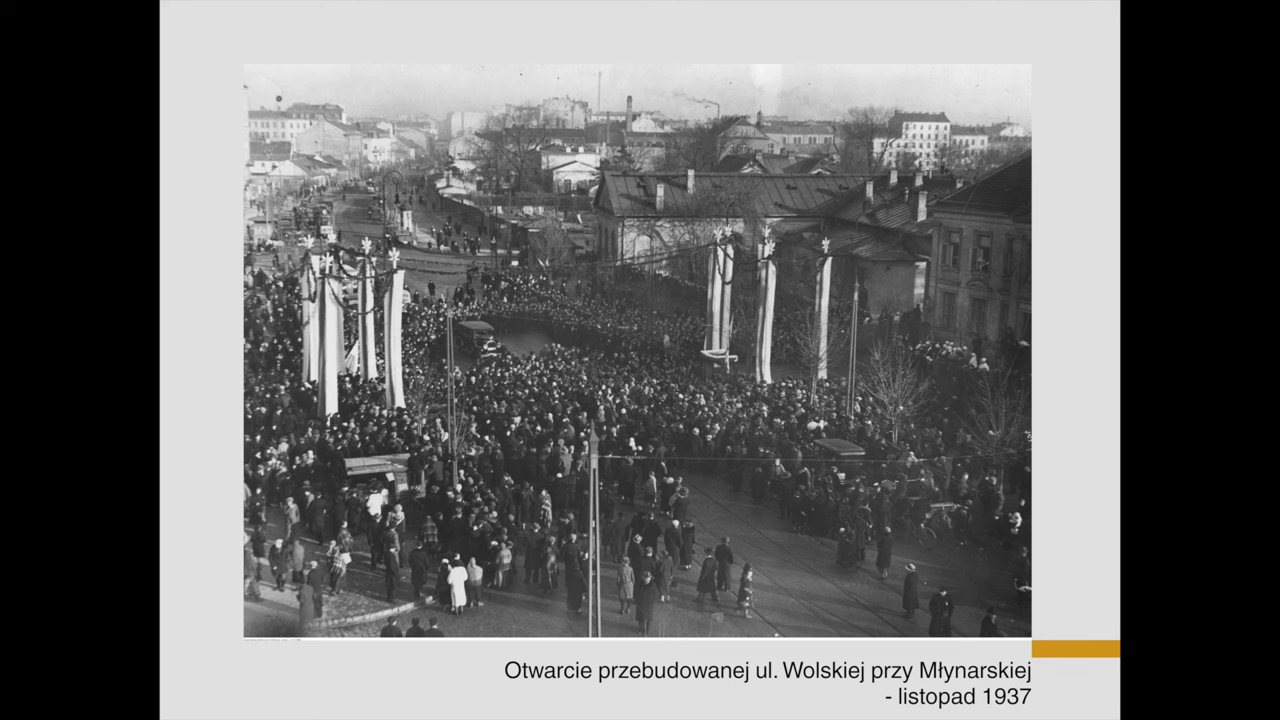 Otwarcie przebudowanej ul. Wolskiej przy Młynarskiej
- listopad 1937